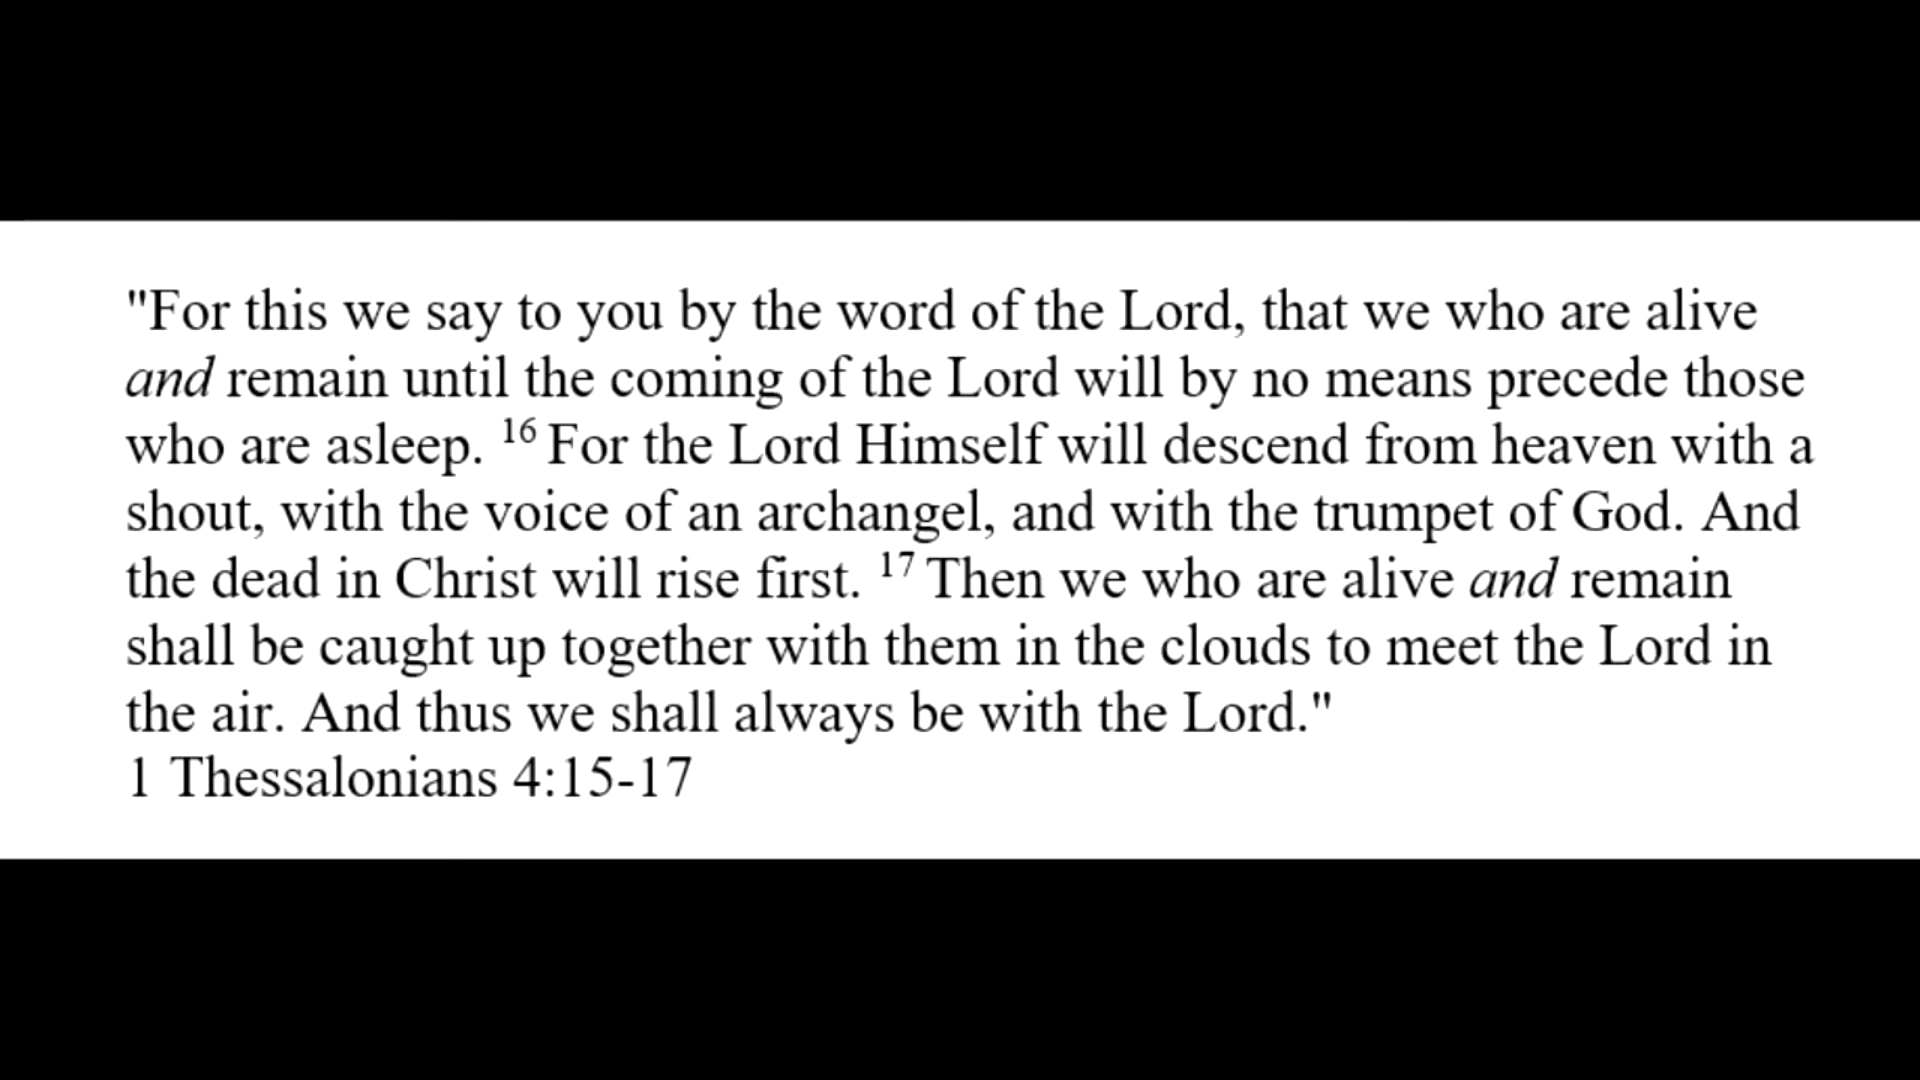 "For this we say to you by the word of the Lord, that we who are alive
and remain until the coming of the Lord will by no means precede those
who are asleep. 16 For the Lord Himself will descend from heaven with a
shout, with the voice of an archangel, and with the trumpet of God. And
the dead in Christ will rise first. 17 Then we who are alive and remain
shall be caught up together with them in the clouds to meet the Lord in
the air. And thus we shall always be with the Lord."
1 Thessalonians 4:15-17